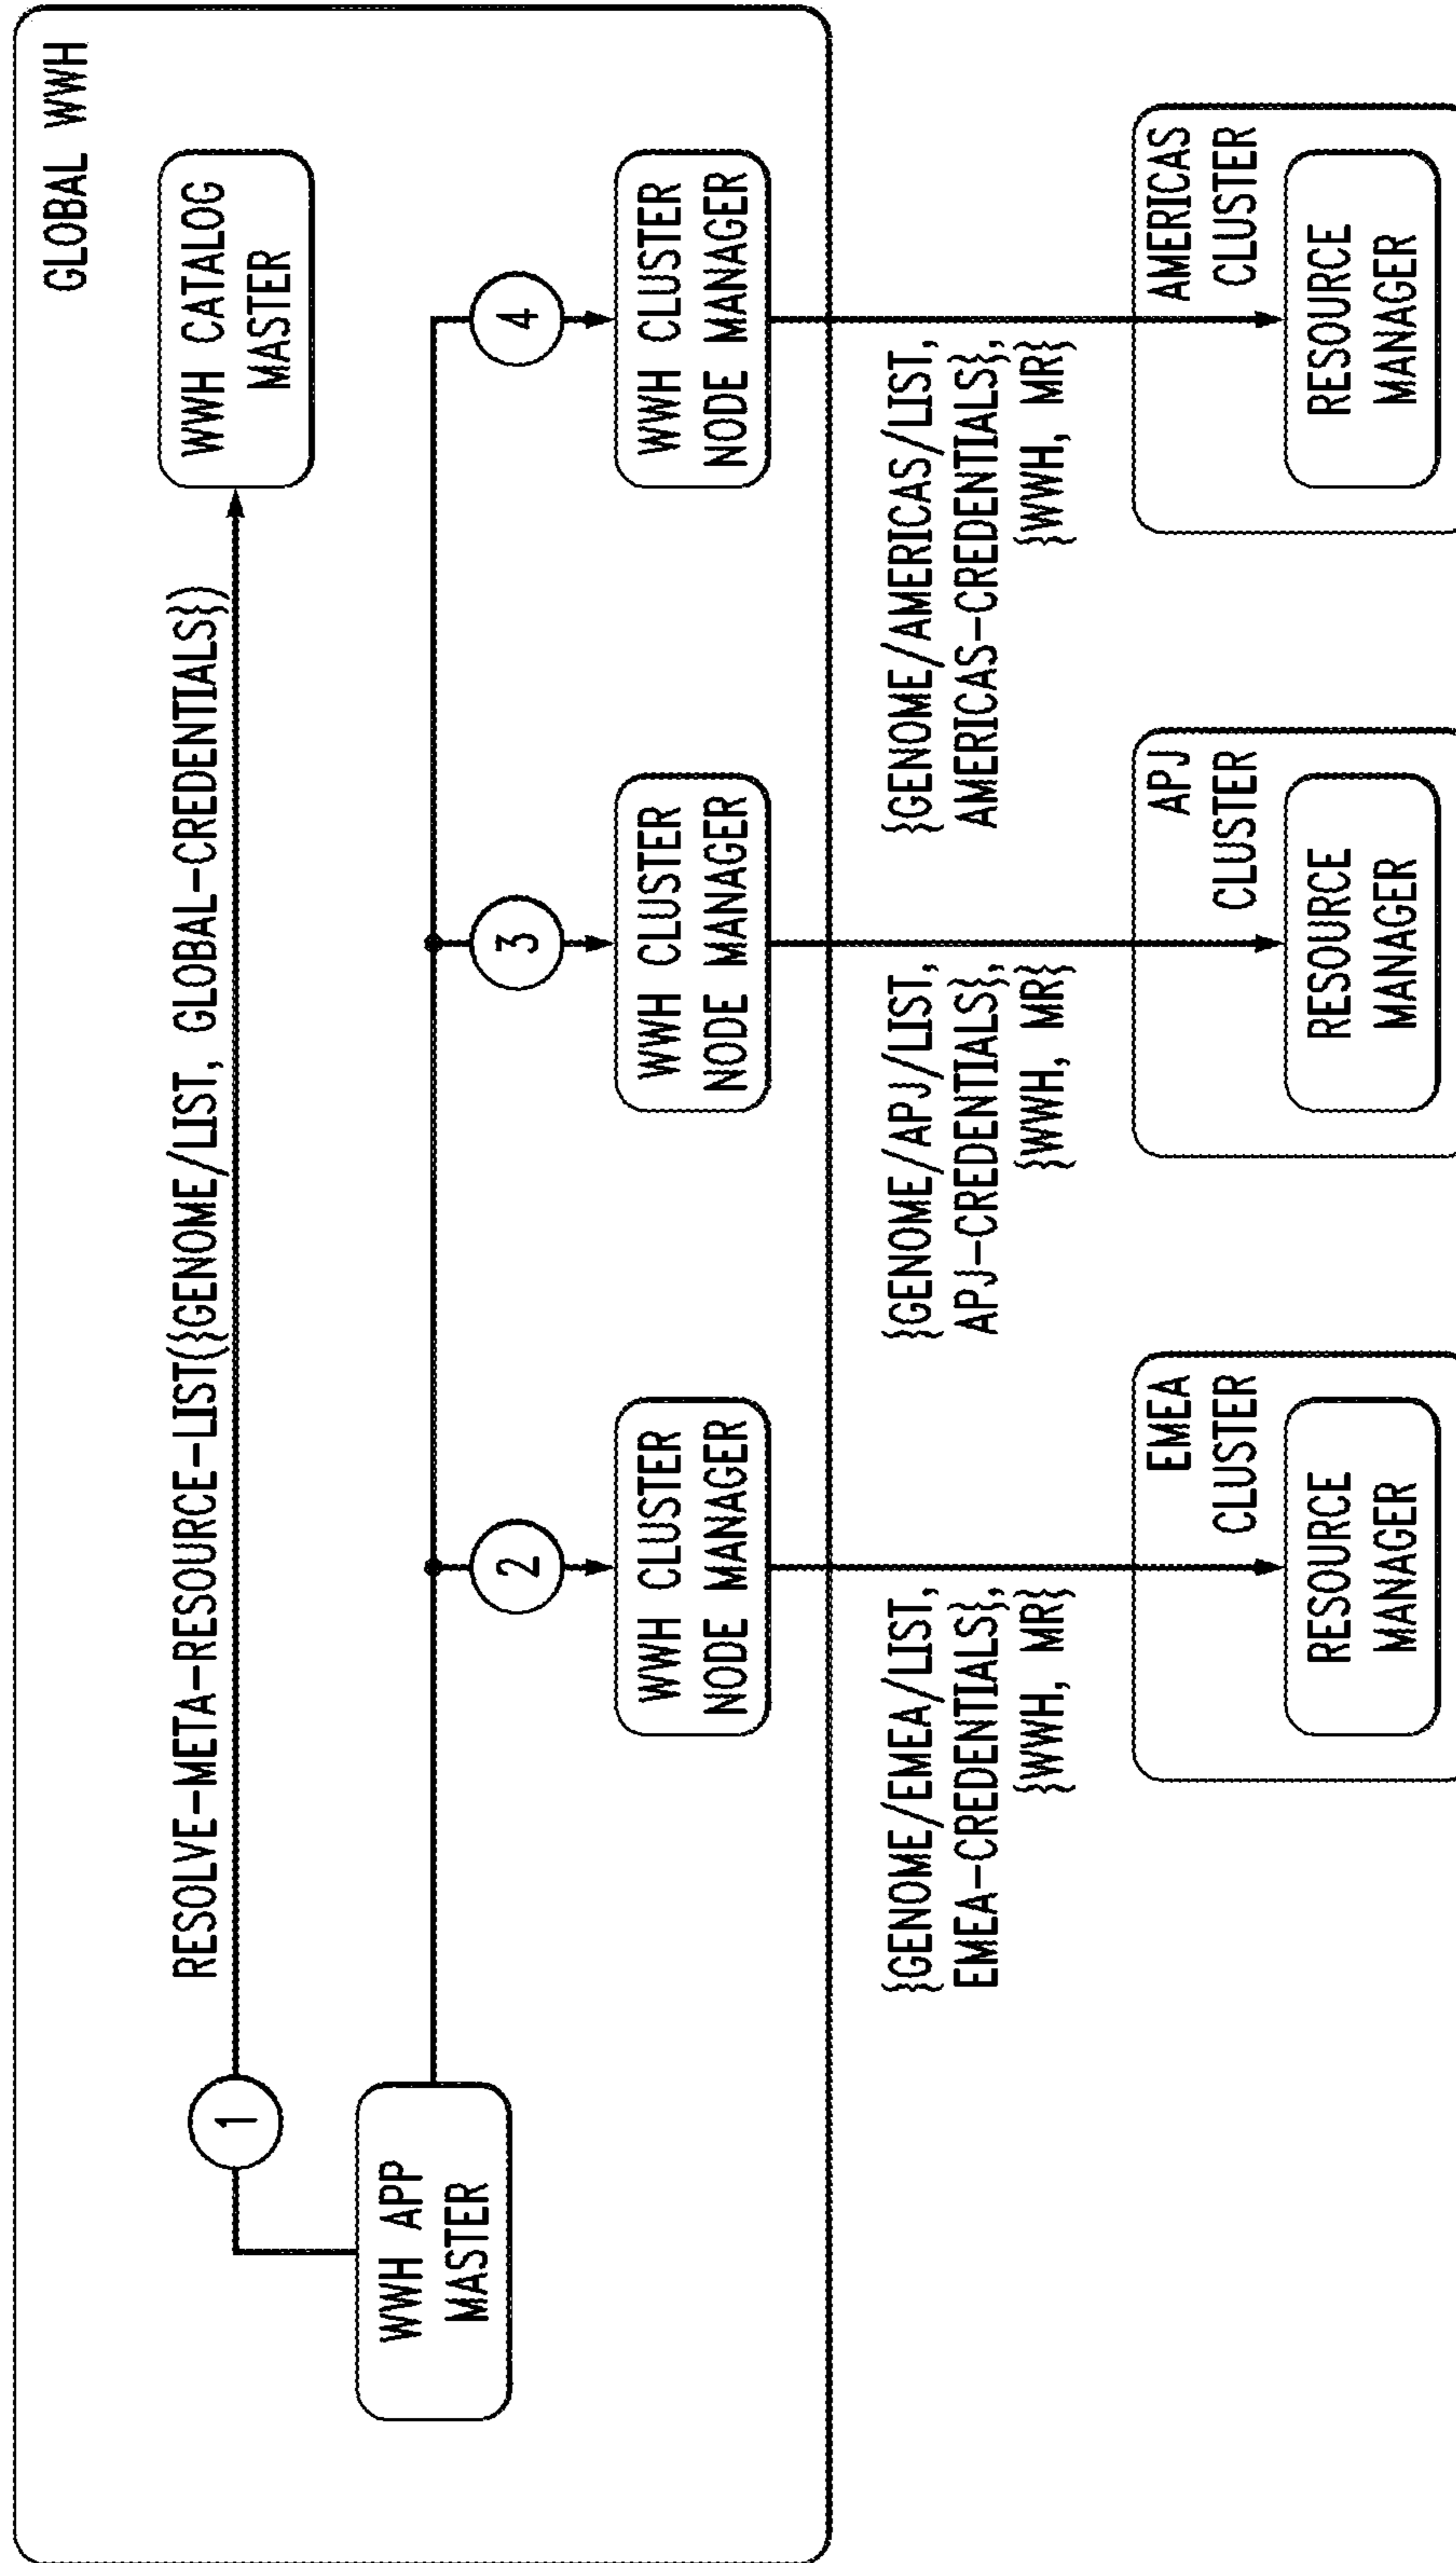 GLOBAL WWH
RESOLVE-META-RESOURCE-LIST({GENOME/LIST, GLOBAL-CREDENTIALS})
1
WWH CATALOG
MASTER
WWH APP
MASTER
2
3
4
WWH CLUSTER
NODE MANAGER
WWH CLUSTER
NODE MANAGER
WWH CLUSTER
NODE MANAGER
{GENOME/EMEA/LIST,
EMEA-CREDENTIALS},
{WWH, MR}
{GENOME/APJ/LIST,
APJ-CREDENTIALS},
{WWH, MR}
{GENOME/AMERICAS/LIST,
AMERICAS-CREDENTIALS},
{WWH, MR}
EMEA
CLUSTER
RESOURCE
MANAGER
APJ
CLUSTER
RESOURCE
MANAGER
AMERICAS
CLUSTER
RESOURCE
MANAGER